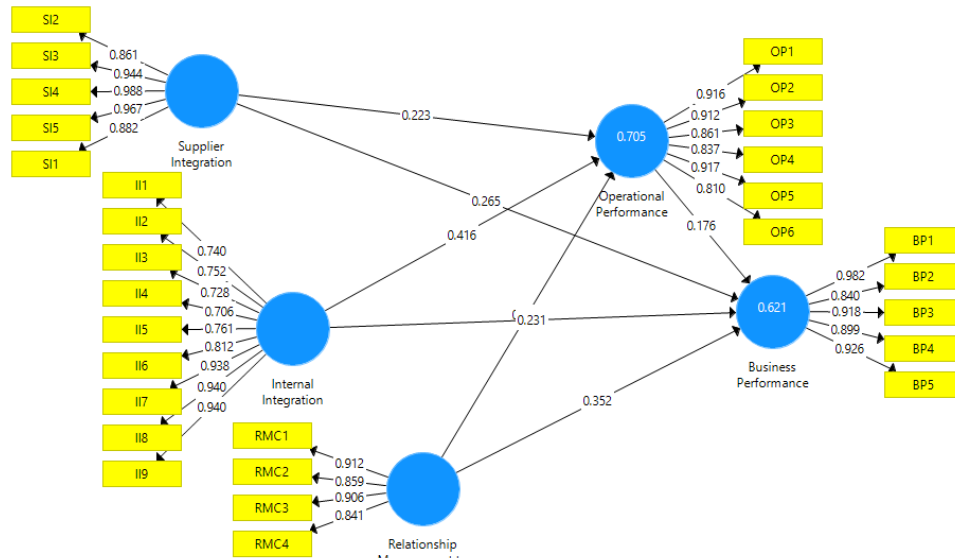 SI2
SI3
SI4
SI5
SI1
0.861
0.944
0.988
0.967
0.882
Supplier
Integration
II1
II2
II3
II4
II5
II6
II7
II8
II9
0.740
0.752
0.728
0.706
0.761
0.812
0.938
0.940
0.940
Internal
Integration
RMC1
RMC2
RMC3
RMC4
0.912
0.859
0.906
0.841
Relationship
0.223
0.265
0.416
0.231
0.352
0.176
0.705
Operational
Performance
0.916
0.912
0.861
0.837
0.917
0.810
OP1
OP2
OP3
OP4
OP5
OP6
0.621
Business
Performance
0.982
0.840
0.918
0.899
0.926
BP1
BP2
BP3
BP4
BP5